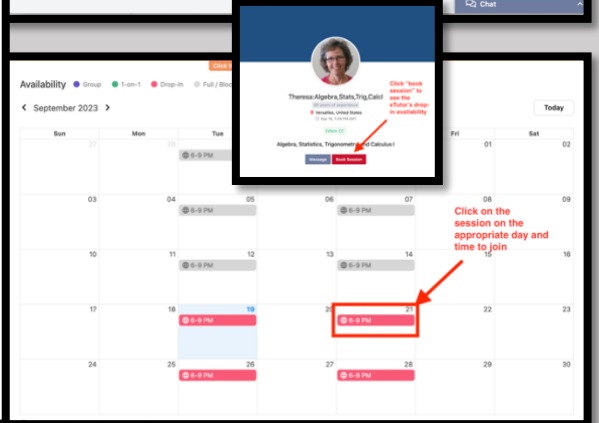 Chat
Click
Availability Group 1-on-1 Drop-in Full / Bloc
September 2023
Today
Theresa:Algebra,Stats,Trig,Calcl
30 years of experience
Versailles, United States
Click "book
session" to
see the
eTutor's drop-
in availability
Algebra, Statistics, Trigonometry and Calculus I
Message Book Session
Sun Mon Tue Fri Sat
27 28 01 02
6-9 PM
03 04 05 06 07 08 09
6-9 PM 6-9 PM
Click on the
session on the
appropriate day and
time to join
10 11 12 13 14 15 16
6-9 PM 6-9 PM
17 18 19 20 21 22 23
6-9 PM 6-9 PM
24 25 26 27 28 29 30
6-9 PM 6-9 PM